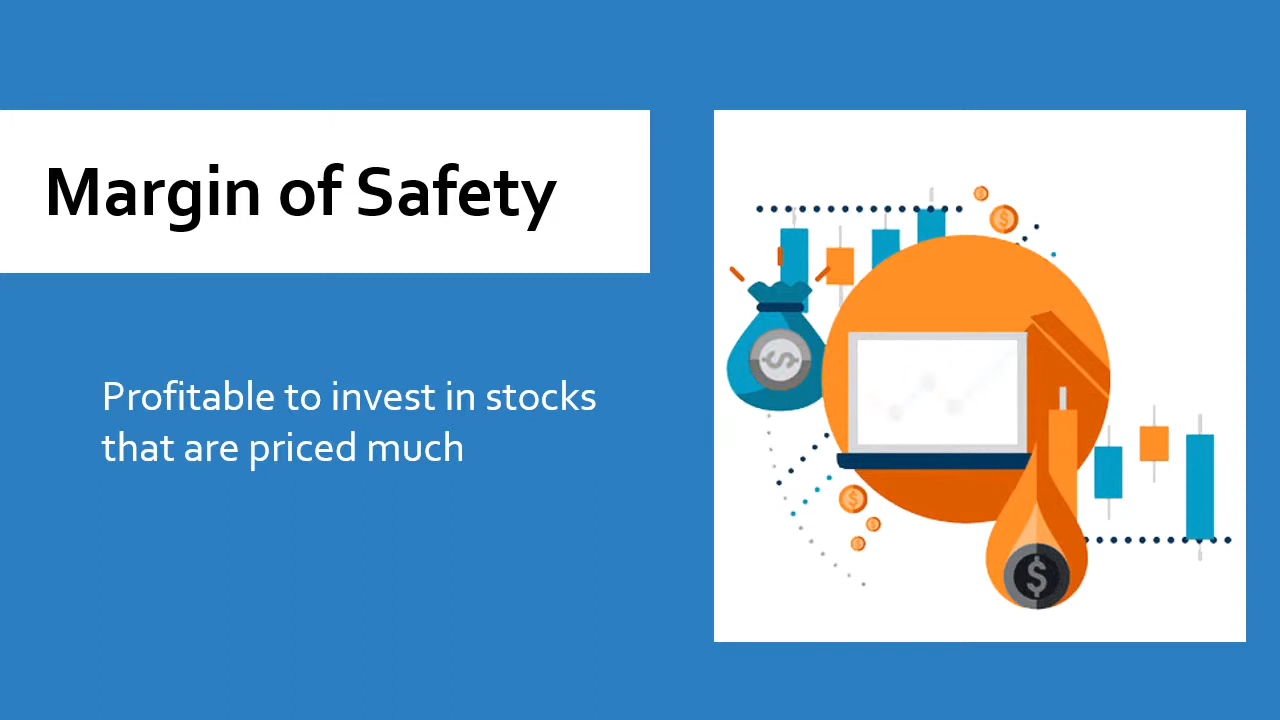 Margin of Safety
Profitable to invest in stocks
that are priced much
$
$
$
$
$
$